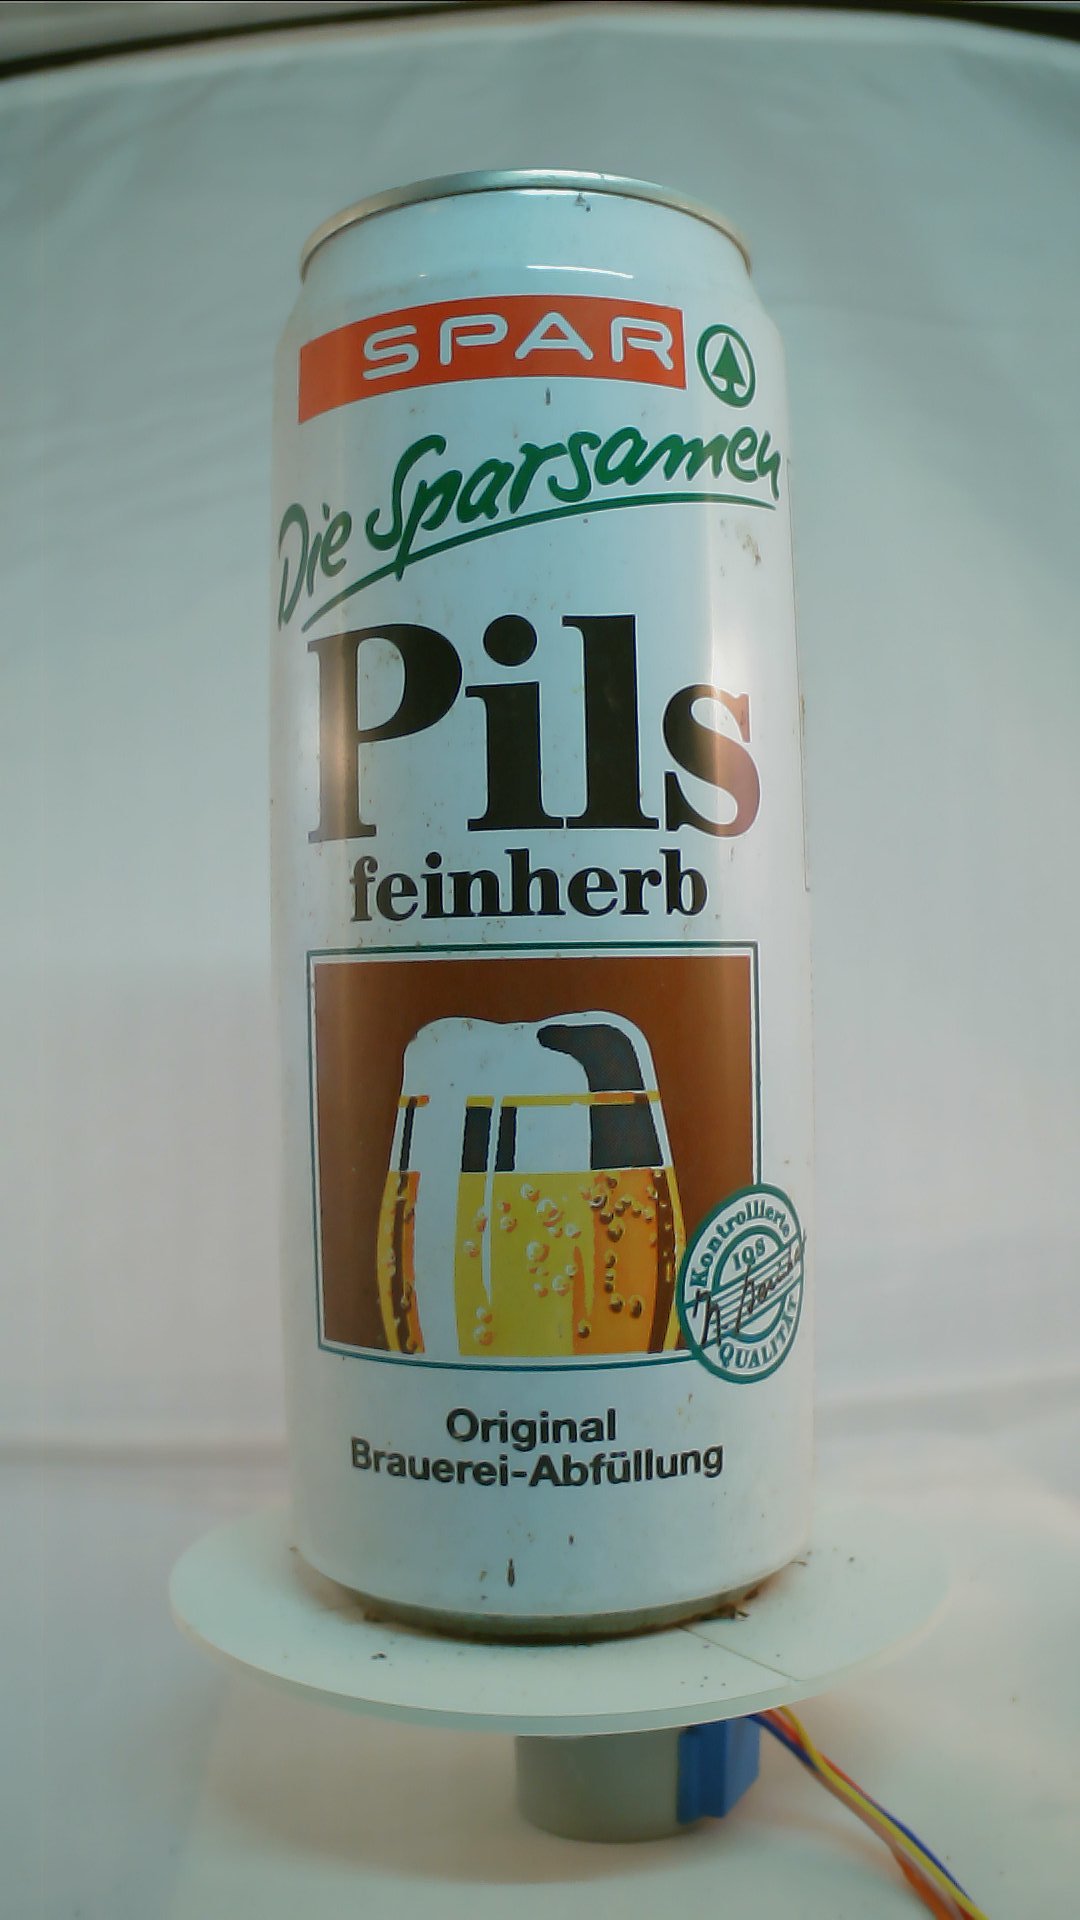 SPAR
Die Sparsamen
Pils
feinherb
Kontrollierte
IQS
QUALITÄT
Original
Brauerei-Abfüllung